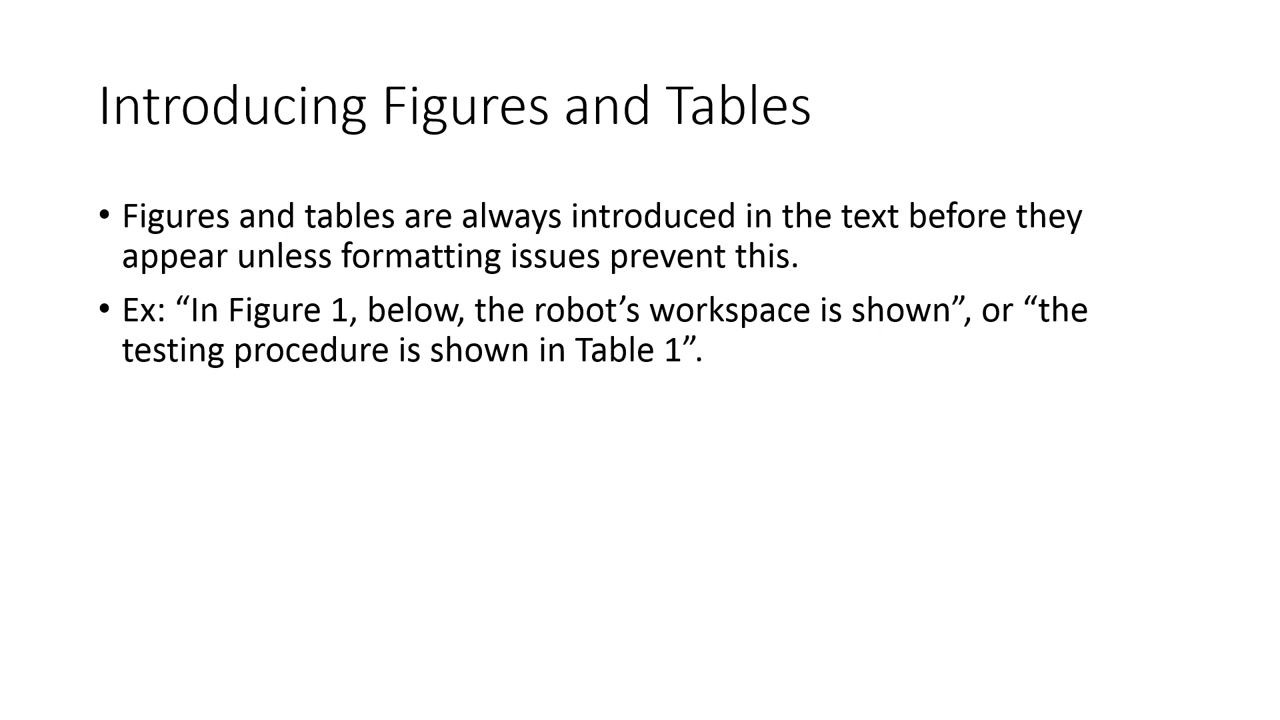 Introducing Figures and Tables
• Figures and tables are always introduced in the text before they
appear unless formatting issues prevent this.
• Ex: “In Figure 1, below, the robot’s workspace is shown”, or “the
testing procedure is shown in Table 1”.